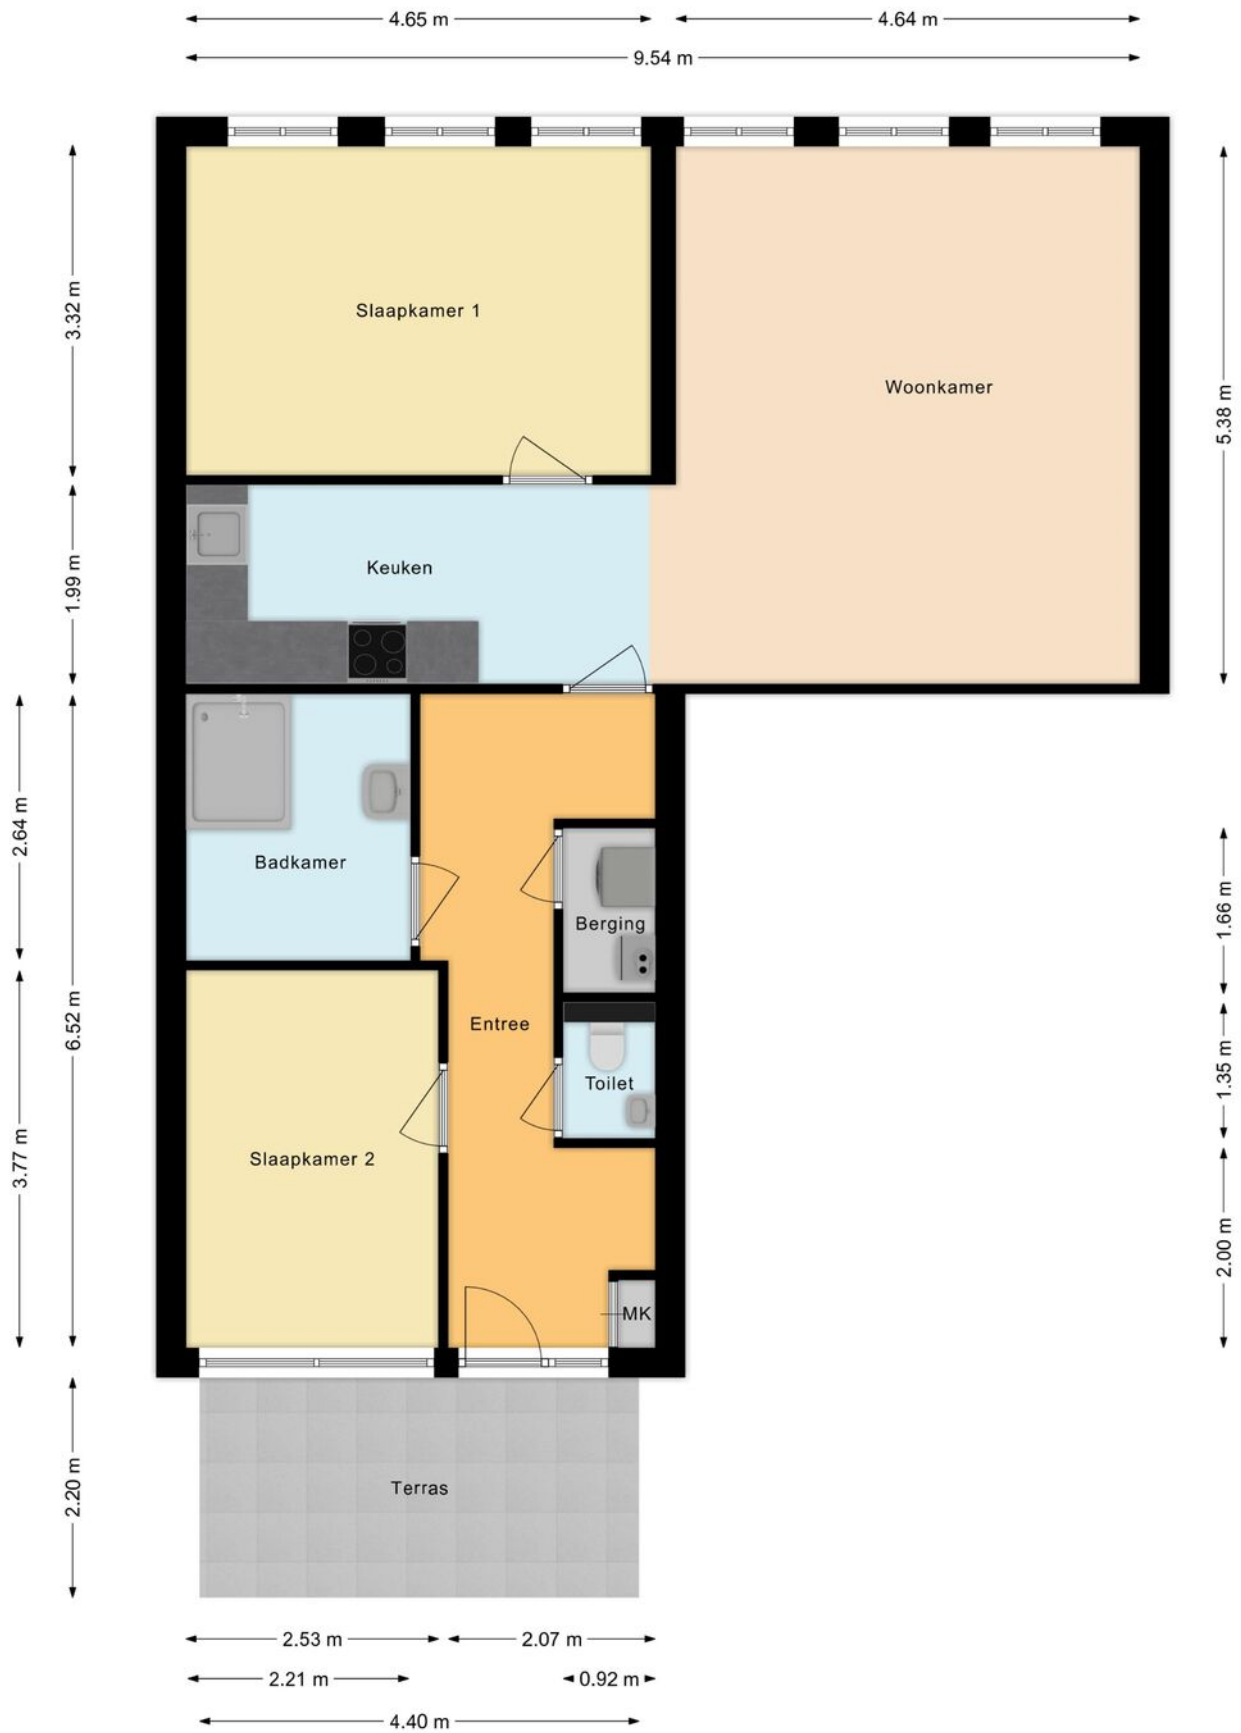 4.65 m
4.64 m
9.54 m
3.32 m
Slaapkamer 1
Woonkamer
5.38 m
1.99 m
Keuken
2.64 m
Badkamer
1.66 m
Berging
6.52 m
Entree
1.35 m
Toilet
3.77 m
Slaapkamer 2
2.00 m
MK
2.20 m
Terras
2.53 m
2.07 m
2.21 m
0.92 m
4.40 m